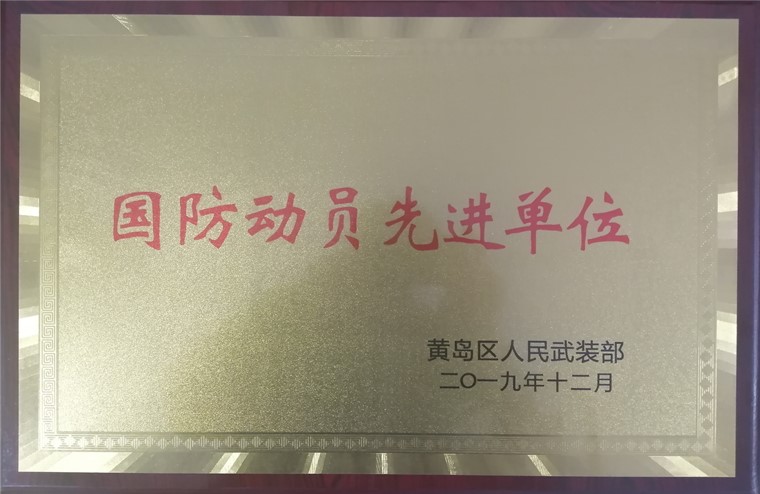 国防动员先进单位
黄岛区人民武装部
二〇一九年十二月